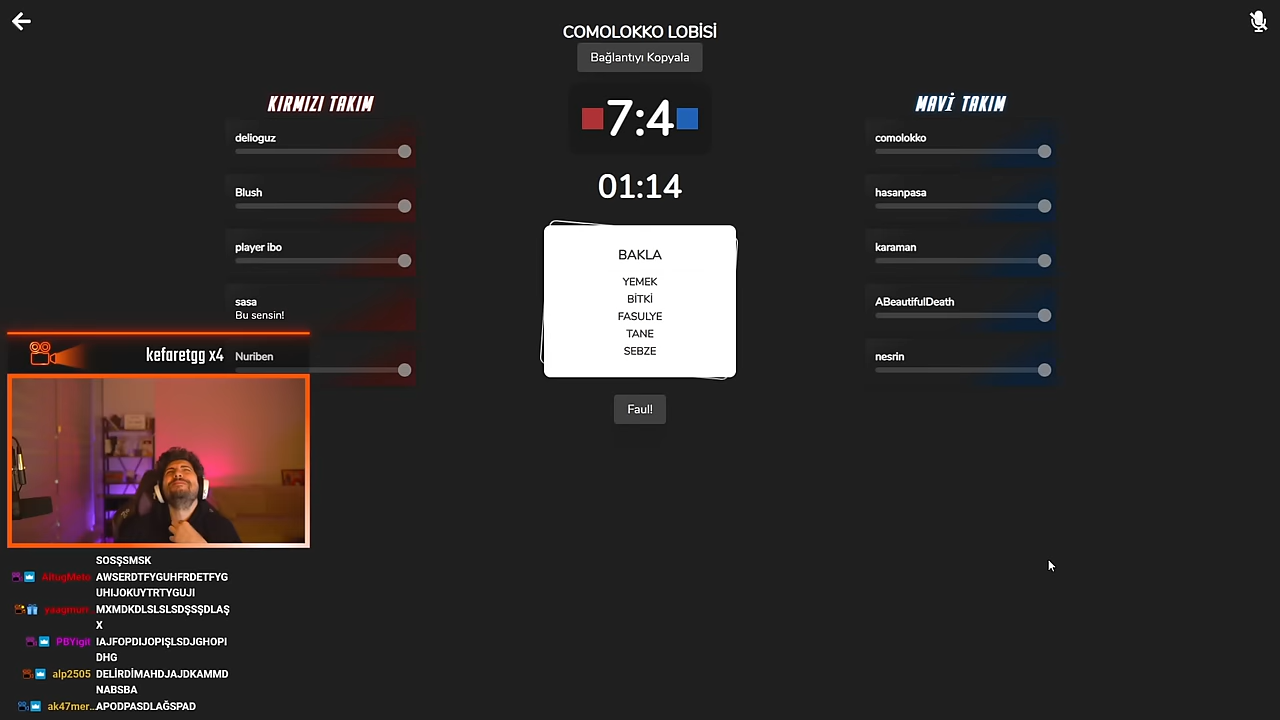 COMOLOKKO LOBİSİ
Bağlantıyı Kopyala
KIRMIZI TAKIM
7:4
MAVİ TAKIM
delioguz
Blush
player ibo
sasa
Bu sensin!
Nuriben
01:14
BAKLA
YEMEK
BİTKİ
FASULYE
TANE
SEBZE
Faul!
comolokko
hasanpasa
karaman
ABeautifulDeath
nesrin
kefaretgg x4
SOSŞSMSK
AltugMete AWSERDTFYGUHFRDETFYG
UHIJOKUYTRTYGUJI
yaagmurr.. MXMDKDLSLSLSDŞSŞDLAŞ
X
PBYigit IAJFOPDIJOPIŞLSDJGHOPI
DHG
alp2505 DELİRDİMAHDJAJDKAMMD
NABSBA
ak47mer.. APODPASDLAĞSPAD